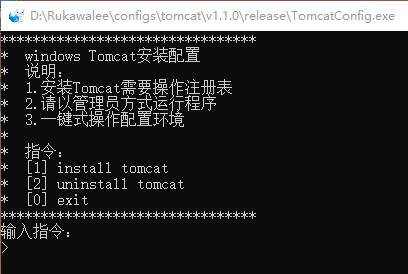 D:\Rukawalee\configs\tomcat\v1.1.0\release\TomcatConfig.exe
********************************
*  windows Tomcat安装配置
*  说明：
*  1.安装Tomcat需要操作注册表
*  2.请以管理员方式运行程序
*  3.一键式操作配置环境
*
*  指令：
*  [1] install tomcat
*  [2] uninstall tomcat
*  [0] exit
********************************
输入指令：
>